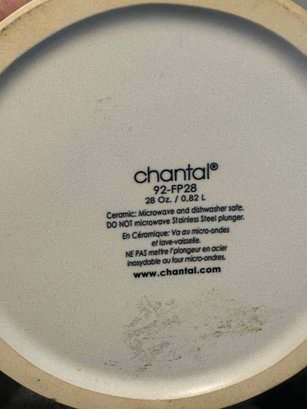 chantal®
92-FP28
28 Oz. / 0.82 L
Ceramic: Microwave and dishwasher safe.
DO NOT microwave Stainless Steel plunger.
En Céramique: Va au micro-ondes
et lave-vaisselle.
NE PAS mettre l'plongeur en acier
inoxydable au four micro-ondres.
www.chantal.com